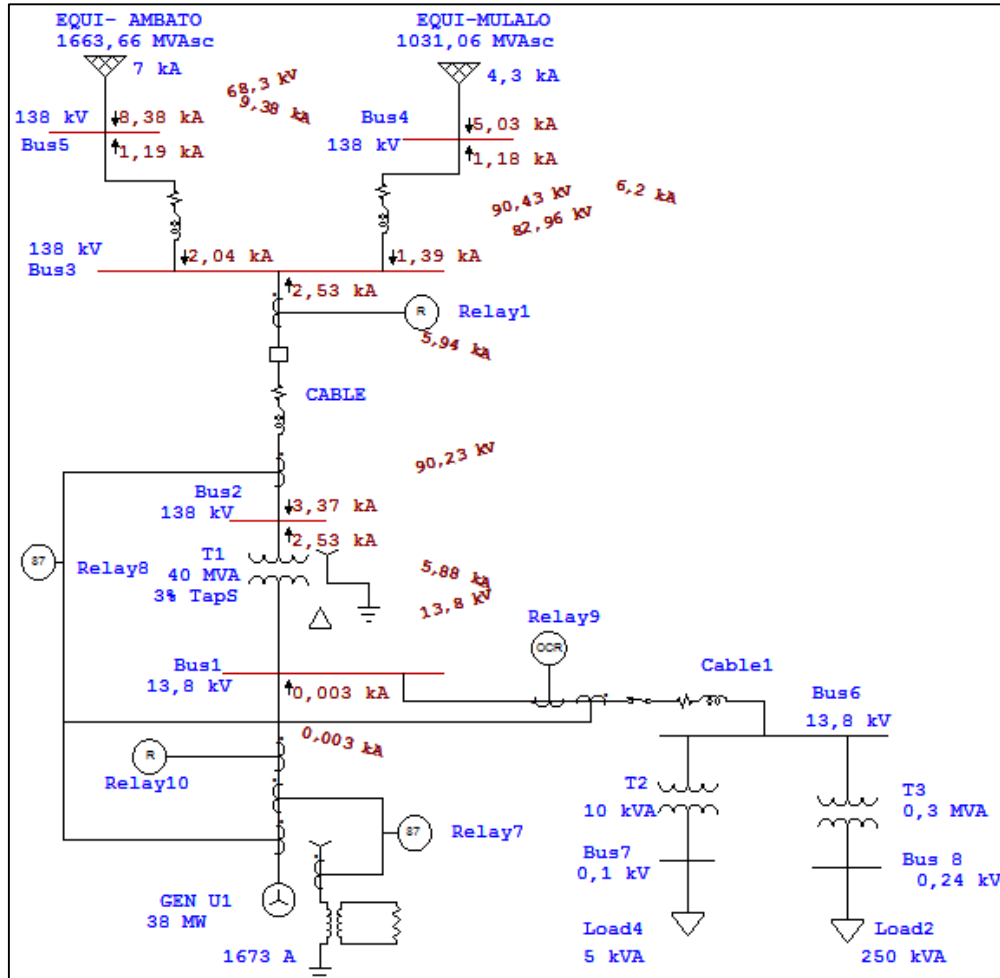 EQUI- AMBATO
1663,66 MVAsc
7 kA
EQUI-MULALO
1031,06 MVAsc
4,3 kA
68,3 kV
9,38 kA
138 kV
Bus5
8,38 kA
1,19 kA
Bus4
138 kV
5,03 kA
1,18 kA
90,43 kV
82,96 kV
6,2 kA
138 kV
Bus3
2,04 kA
1,39 kA
2,53 kA
R
Relay1
5,94 kA
CABLE
90,23 kV
Bus2
138 kV
3,37 kA
2,53 kA
87
Relay8
T1
40 MVA
3% TapS
5,88 kA
13,8 kV
Relay9
OCR
Bus1
13,8 kV
0,003 kA
Cable1
Bus6
13,8 kV
0,003 kA
R
Relay10
T2
10 kVA
T3
0,3 MVA
87
Relay7
Bus7
0,1 kV
Bus 8
0,24 kV
GEN U1
38 MW
1673 A
Load4
5 kVA
Load2
250 kVA